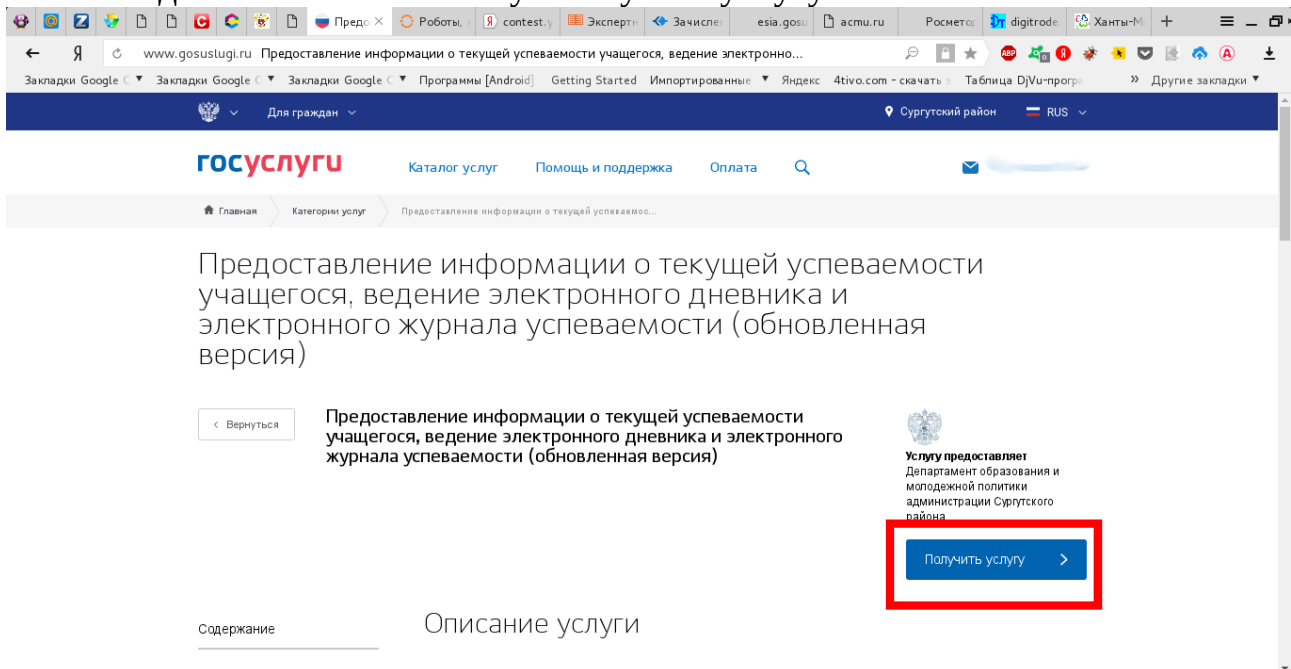 Предо
Роботы,
contest.y
Эксперт
Зачисле
esia.gosu
acmu.ru
Росмето
digitrode.
Ханты-М
www.gosuslugi.ru Предоставление информации о текущей успеваемости учащегося, ведение электронно...
Закладки Google С
Закладки Google С
Закладки Google С
Программы [Android]
Getting Started
Импортированные
Яндекс
4tivo.com - скачать
Таблица DjVu-програ
» Другие закладки
Для граждан
Сургутский район
RUS
госуслуги
Каталог услуг
Помощь и поддержка
Оплата
Главная
Категории услуг
Предоставление информации о текущей успеваемос...
Предоставление информации о текущей успеваемости
учащегося, ведение электронного дневника и
электронного журнала успеваемости (обновленная
версия)
< Вернуться
Предоставление информации о текущей успеваемости
учащегося, ведение электронного дневника и электронного
журнала успеваемости (обновленная версия)
Услугу предоставляет
Департамент образования и
молодежной политики
администрации Сургутского
района
Получить услугу
Содержание
Описание услуги